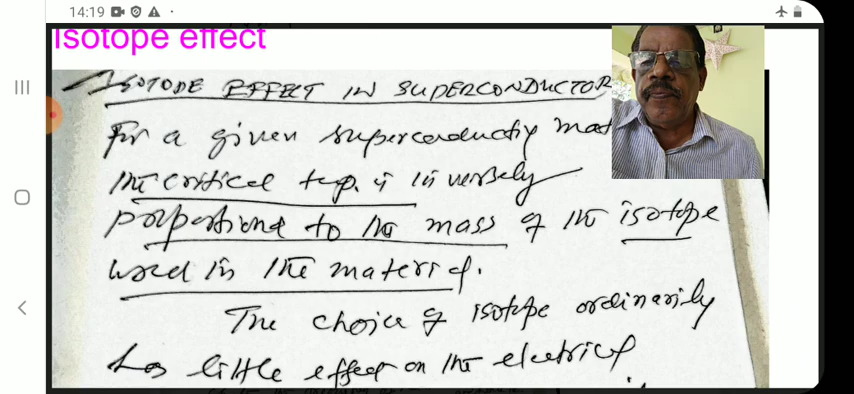 14:19
Isotope effect
ISOTOPE EFFECT IN SUPERCONDUCTOR
For a given superconducting mat
the critical temp. is inversely
proportional to the mass of the isotope
used in the material.
The choice of isotope ordinarily
has little effect on the electrical